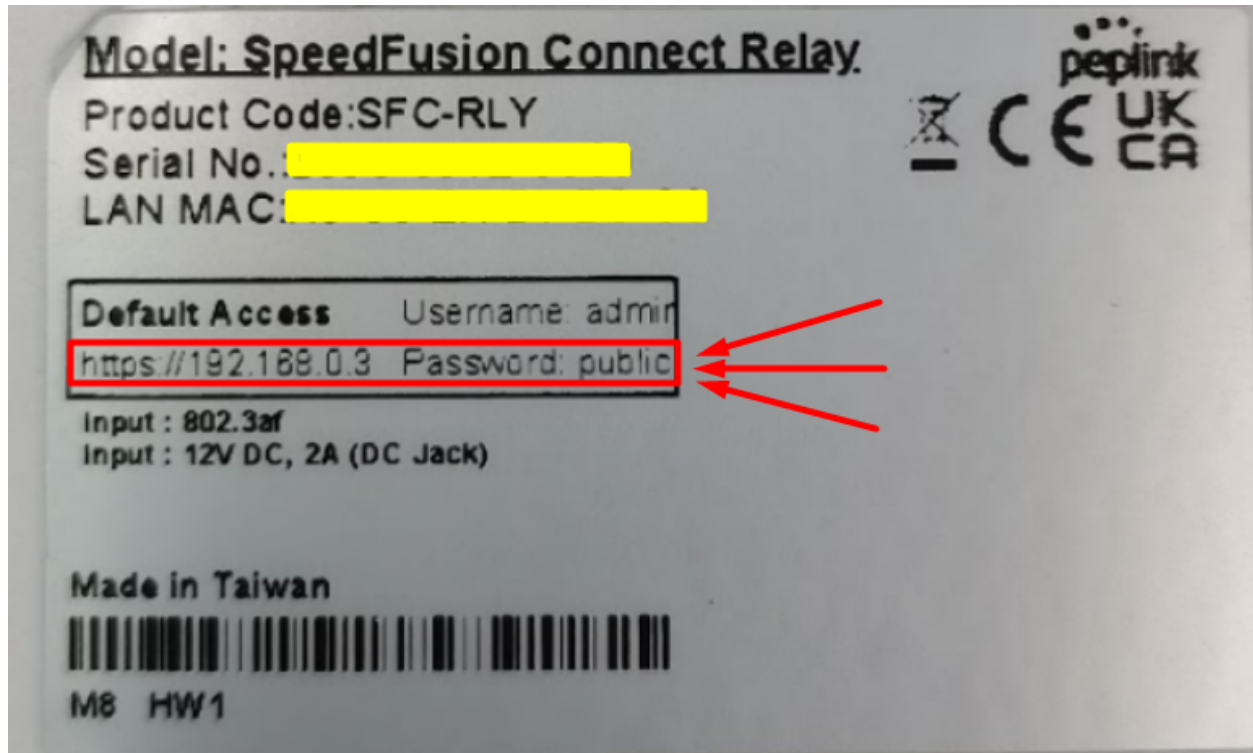 Model: SpeedFusion Connect Relay
peplink
Product Code:SFC-RLY
CE UK CA
Serial No.:
LAN MAC:
Default Access Username: admin
https://192.168.0.3 Password: public
Input : 802.3af
Input : 12V DC, 2A (DC Jack)
Made in Taiwan
M8 HW1